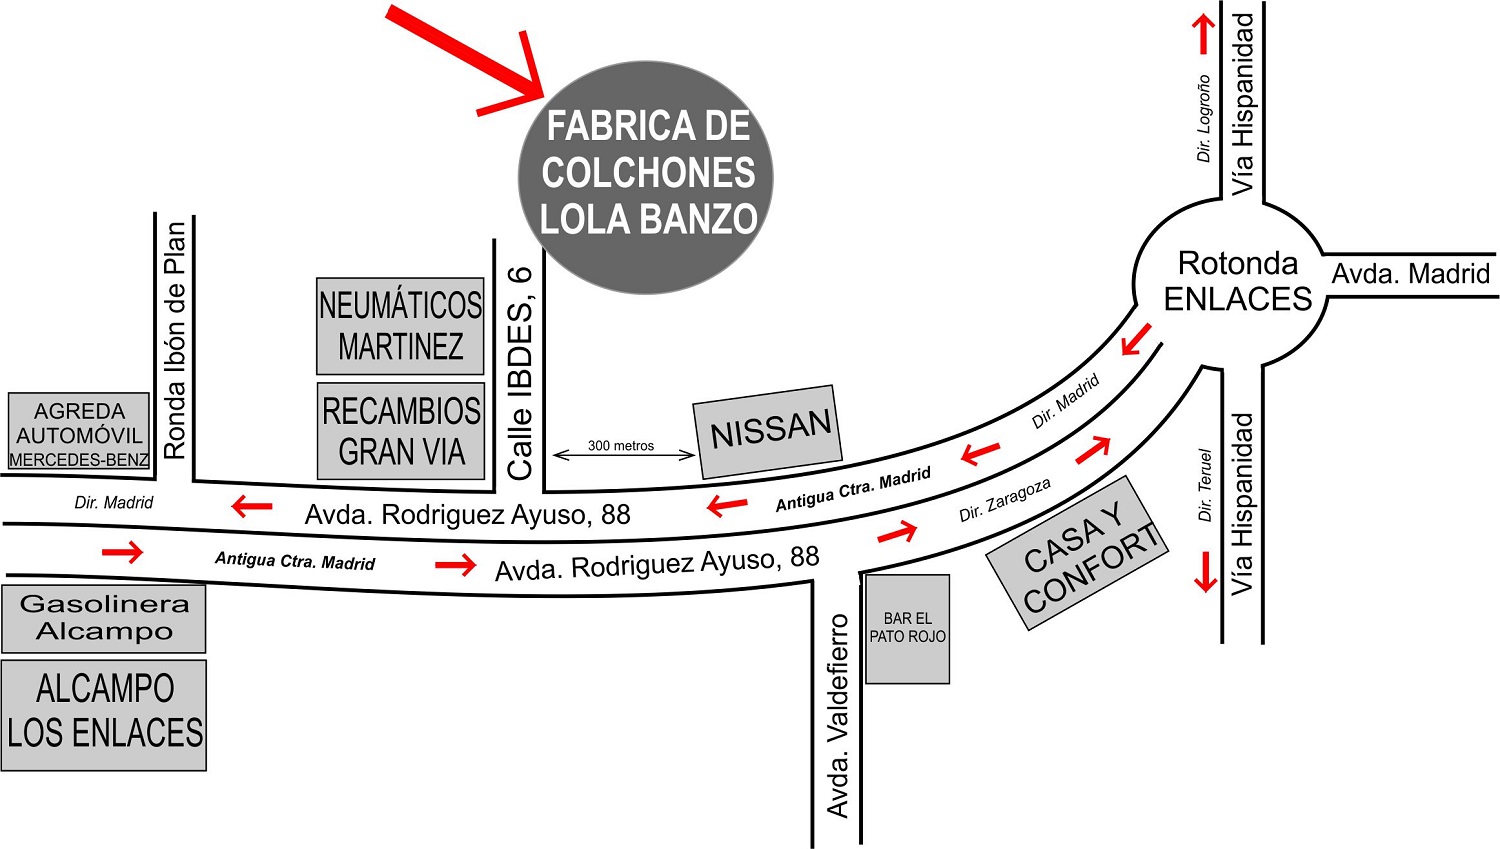 FABRICA DE
COLCHONES
LOLA BANZO
Dir. Logroño
Vía Hispanidad
Rotonda
ENLACES
Avda. Madrid
Ronda Ibón de Plan
NEUMÁTICOS
MARTINEZ
RECAMBIOS
GRAN VIA
Calle IBDES, 6
AGREDA
AUTOMÓVIL
MERCEDES-BENZ
300 metros
NISSAN
Dir. Madrid
Dir. Madrid
Avda. Rodriguez Ayuso, 88
Antigua Ctra. Madrid
Antigua Ctra. Madrid
Avda. Rodriguez Ayuso, 88
Dir. Zaragoza
CASA Y
CONFORT
Dir. Teruel
Vía Hispanidad
Gasolinera
Alcampo
ALCAMPO
LOS ENLACES
Avda. Valdefierro
BAR EL
PATO ROJO